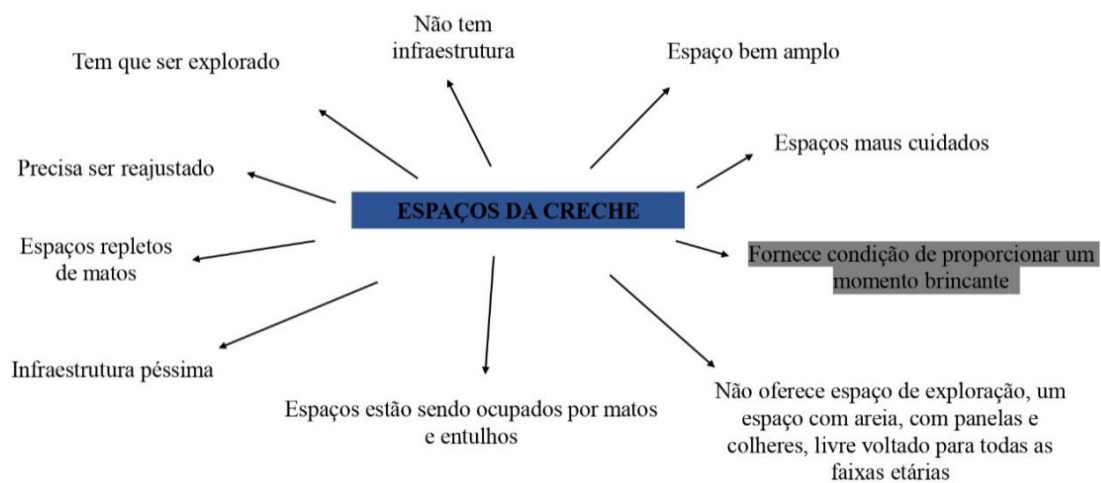 Não tem
infraestrutura
Espaço bem amplo
Tem que ser explorado
Espaços maus cuidados
Precisa ser reajustado
ESPAÇOS DA CRECHE
Espaços repletos
de matos
Fornece condição de proporcionar um
momento brincante
Infraestrutura péssima
Espaços estão sendo ocupados por matos
e entulhos
Não oferece espaço de exploração, um
espaço com areia, com panelas e
colheres, livre voltado para todas as
faixas etárias